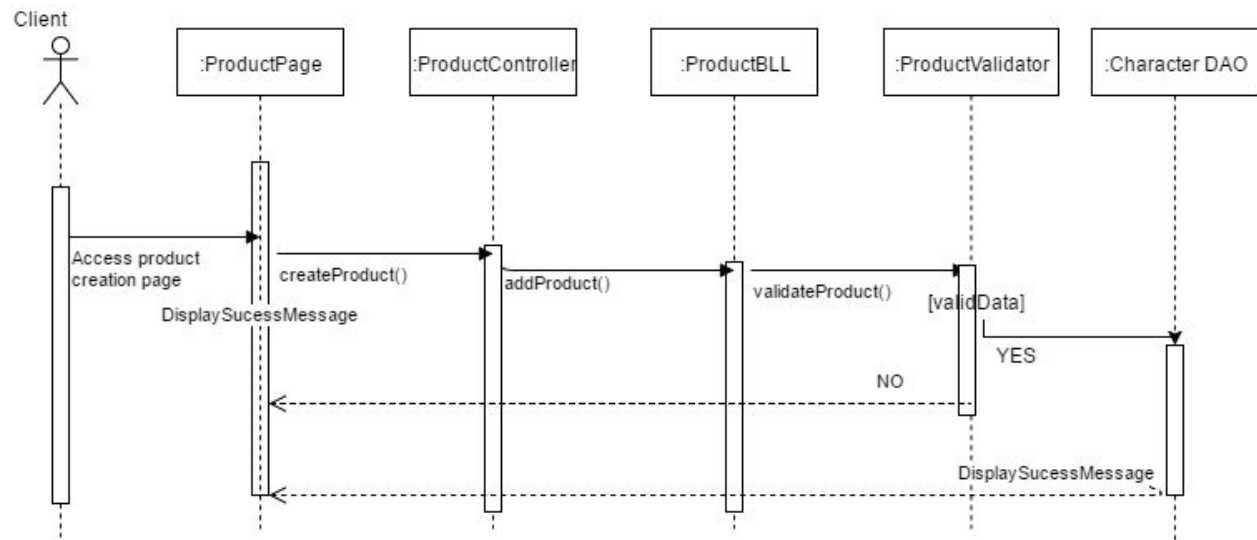 Client
:ProductPage
:ProductController
:ProductBLL
:ProductValidator
:Character DAO
Access product
creation page
createProduct()
addProduct()
validateProduct()
[validData]
DisplaySucessMessage
YES
NO
DisplaySucessMessage